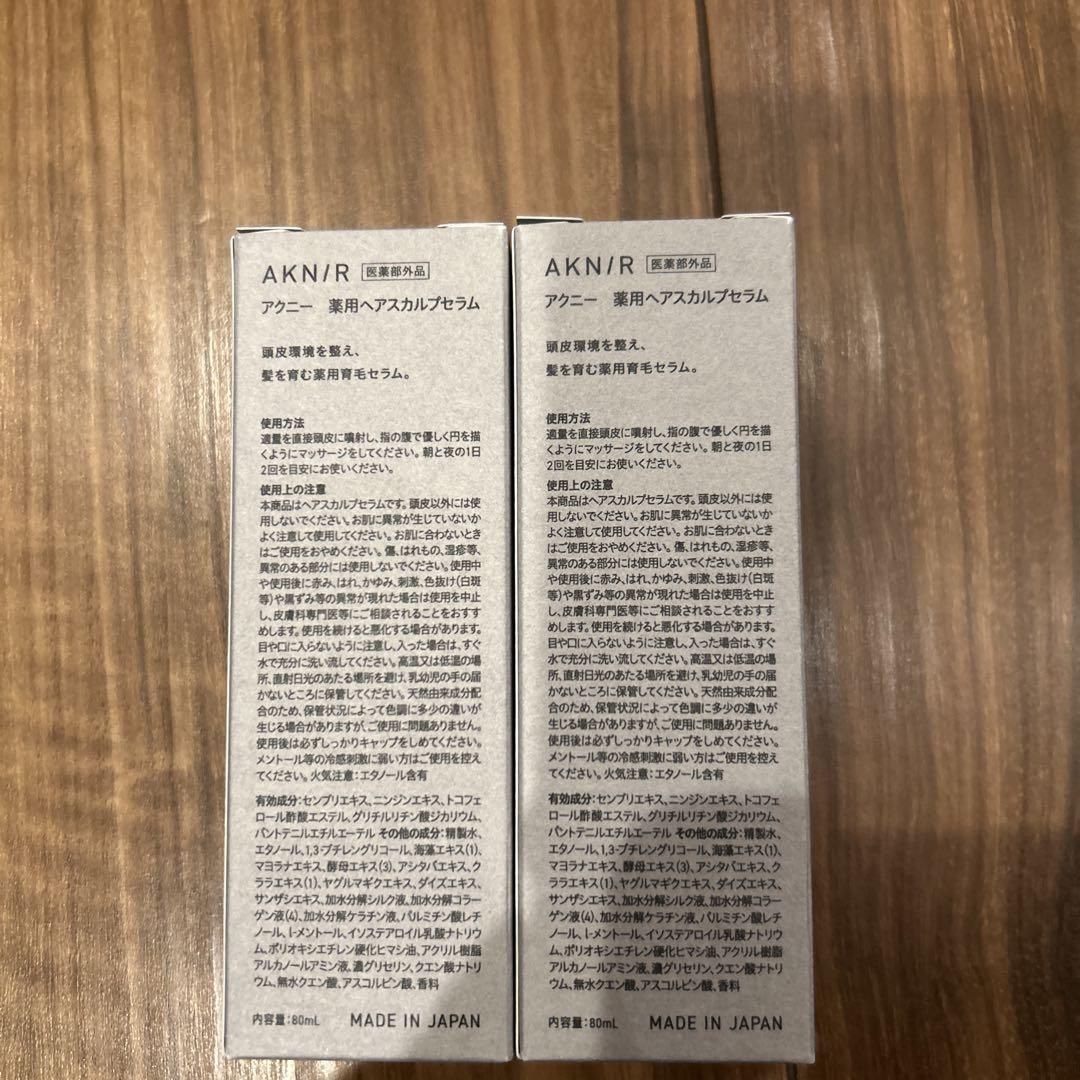 AKN/R 医薬部外品
アクニー 薬用ヘアスカルプセラム
頭皮環境を整え、
髪を育む薬用育毛セラム。
使用方法
適量を直接頭皮に噴射し、指の腹で優しく円を描
くようにマッサージをしてください。朝と夜の1日
2回を目安にお使いください。
使用上の注意
本商品はヘアスカルプセラムです。頭皮以外には使
用しないでください。お肌に異常が生じていないか
よく注意して使用してください。お肌に合わないとき
はご使用をおやめください。傷、はれもの、湿疹等、
異常のある部分には使用しないでください。使用中
や使用後に赤み、はれ、かゆみ、刺激、色抜け(白斑
等)や黒ずみ等の異常が現れた場合は使用を中止
し、皮膚科専門医等にご相談されることをおすす
めします。使用を続けると悪化する場合があります。
目や口に入らないように注意し、入った場合は、すぐ
水で充分に洗い流してください。高温又は低温の場
所、直射日光のあたる場所を避け、乳幼児の手の届
かないところに保管してください。天然由来成分配
合のため、保管状況によって色調に多少の違いが
生じる場合がありますが、ご使用に問題ありません。
使用後は必ずしっかりキャップをしめてください。
メントール等の冷感刺激に弱い方はご使用を控え
てください。火気注意：エタノール含有
有効成分：センブリエキス、ニンジンエキス、トコフェ
ロール酢酸エステル、グリチルリチン酸ジカリウム、
パントテニルエチルエーテル その他の成分：精製水、
エタノール、1,3-ブチレングリコール、海藻エキス(1)、
マヨラナエキス、酵母エキス(3)、アシタバエキス、ク
ララエキス(1)、ヤグルマギクエキス、ダイズエキス、
サンザシエキス、加水分解シルク液、加水分解コラー
ゲン液(4)、加水分解ケラチン液、パルミチン酸レチ
ノール、l-メントール、イソステアロイル乳酸ナトリウ
ム、ポリオキシエチレン硬化ヒマシ油、アクリル樹脂
アルカノールアミン液、濃グリセリン、クエン酸ナトリ
ウム、無水クエン酸、アスコルビン酸、香料
内容量：80mL MADE IN JAPAN
AKN/R 医薬部外品
アクニー 薬用ヘアスカルプセラム
頭皮環境を整え、
髪を育む薬用育毛セラム。
使用方法
適量を直接頭皮に噴射し、指の腹で優しく円を描
くようにマッサージをしてください。朝と夜の1日
2回を目安にお使いください。
使用上の注意
本商品はヘアスカルプセラムです。頭皮以外には使
用しないでください。お肌に異常が生じていないか
よく注意して使用してください。お肌に合わないとき
はご使用をおやめください。傷、はれもの、湿疹等、
異常のある部分には使用しないでください。使用中
や使用後に赤み、はれ、かゆみ、刺激、色抜け(白斑
等)や黒ずみ等の異常が現れた場合は使用を中止
し、皮膚科専門医等にご相談されることをおすす
めします。使用を続けると悪化する場合があります。
目や口に入らないように注意し、入った場合は、すぐ
水で充分に洗い流してください。高温又は低温の場
所、直射日光のあたる場所を避け、乳幼児の手の届
かないところに保管してください。天然由来成分配
合のため、保管状況によって色調に多少の違いが
生じる場合がありますが、ご使用に問題ありません。
使用後は必ずしっかりキャップをしめてください。
メントール等の冷感刺激に弱い方はご使用を控え
てください。火気注意：エタノール含有
有効成分：センブリエキス、ニンジンエキス、トコフェ
ロール酢酸エステル、グリチルリチン酸ジカリウム、
パントテニルエチルエーテル その他の成分：精製水、
エタノール、1,3-ブチレングリコール、海藻エキス(1)、
マヨラナエキス、酵母エキス(3)、アシタバエキス、ク
ララエキス(1)、ヤグルマギクエキス、ダイズエキス、
サンザシエキス、加水分解シルク液、加水分解コラー
ゲン液(4)、加水分解ケラチン液、パルミチン酸レチ
ノール、l-メントール、イソステアロイル乳酸ナトリウ
ム、ポリオキシエチレン硬化ヒマシ油、アクリル樹脂
アルカノールアミン液、濃グリセリン、クエン酸ナトリ
ウム、無水クエン酸、アスコルビン酸、香料
内容量：80mL MADE IN JAPAN